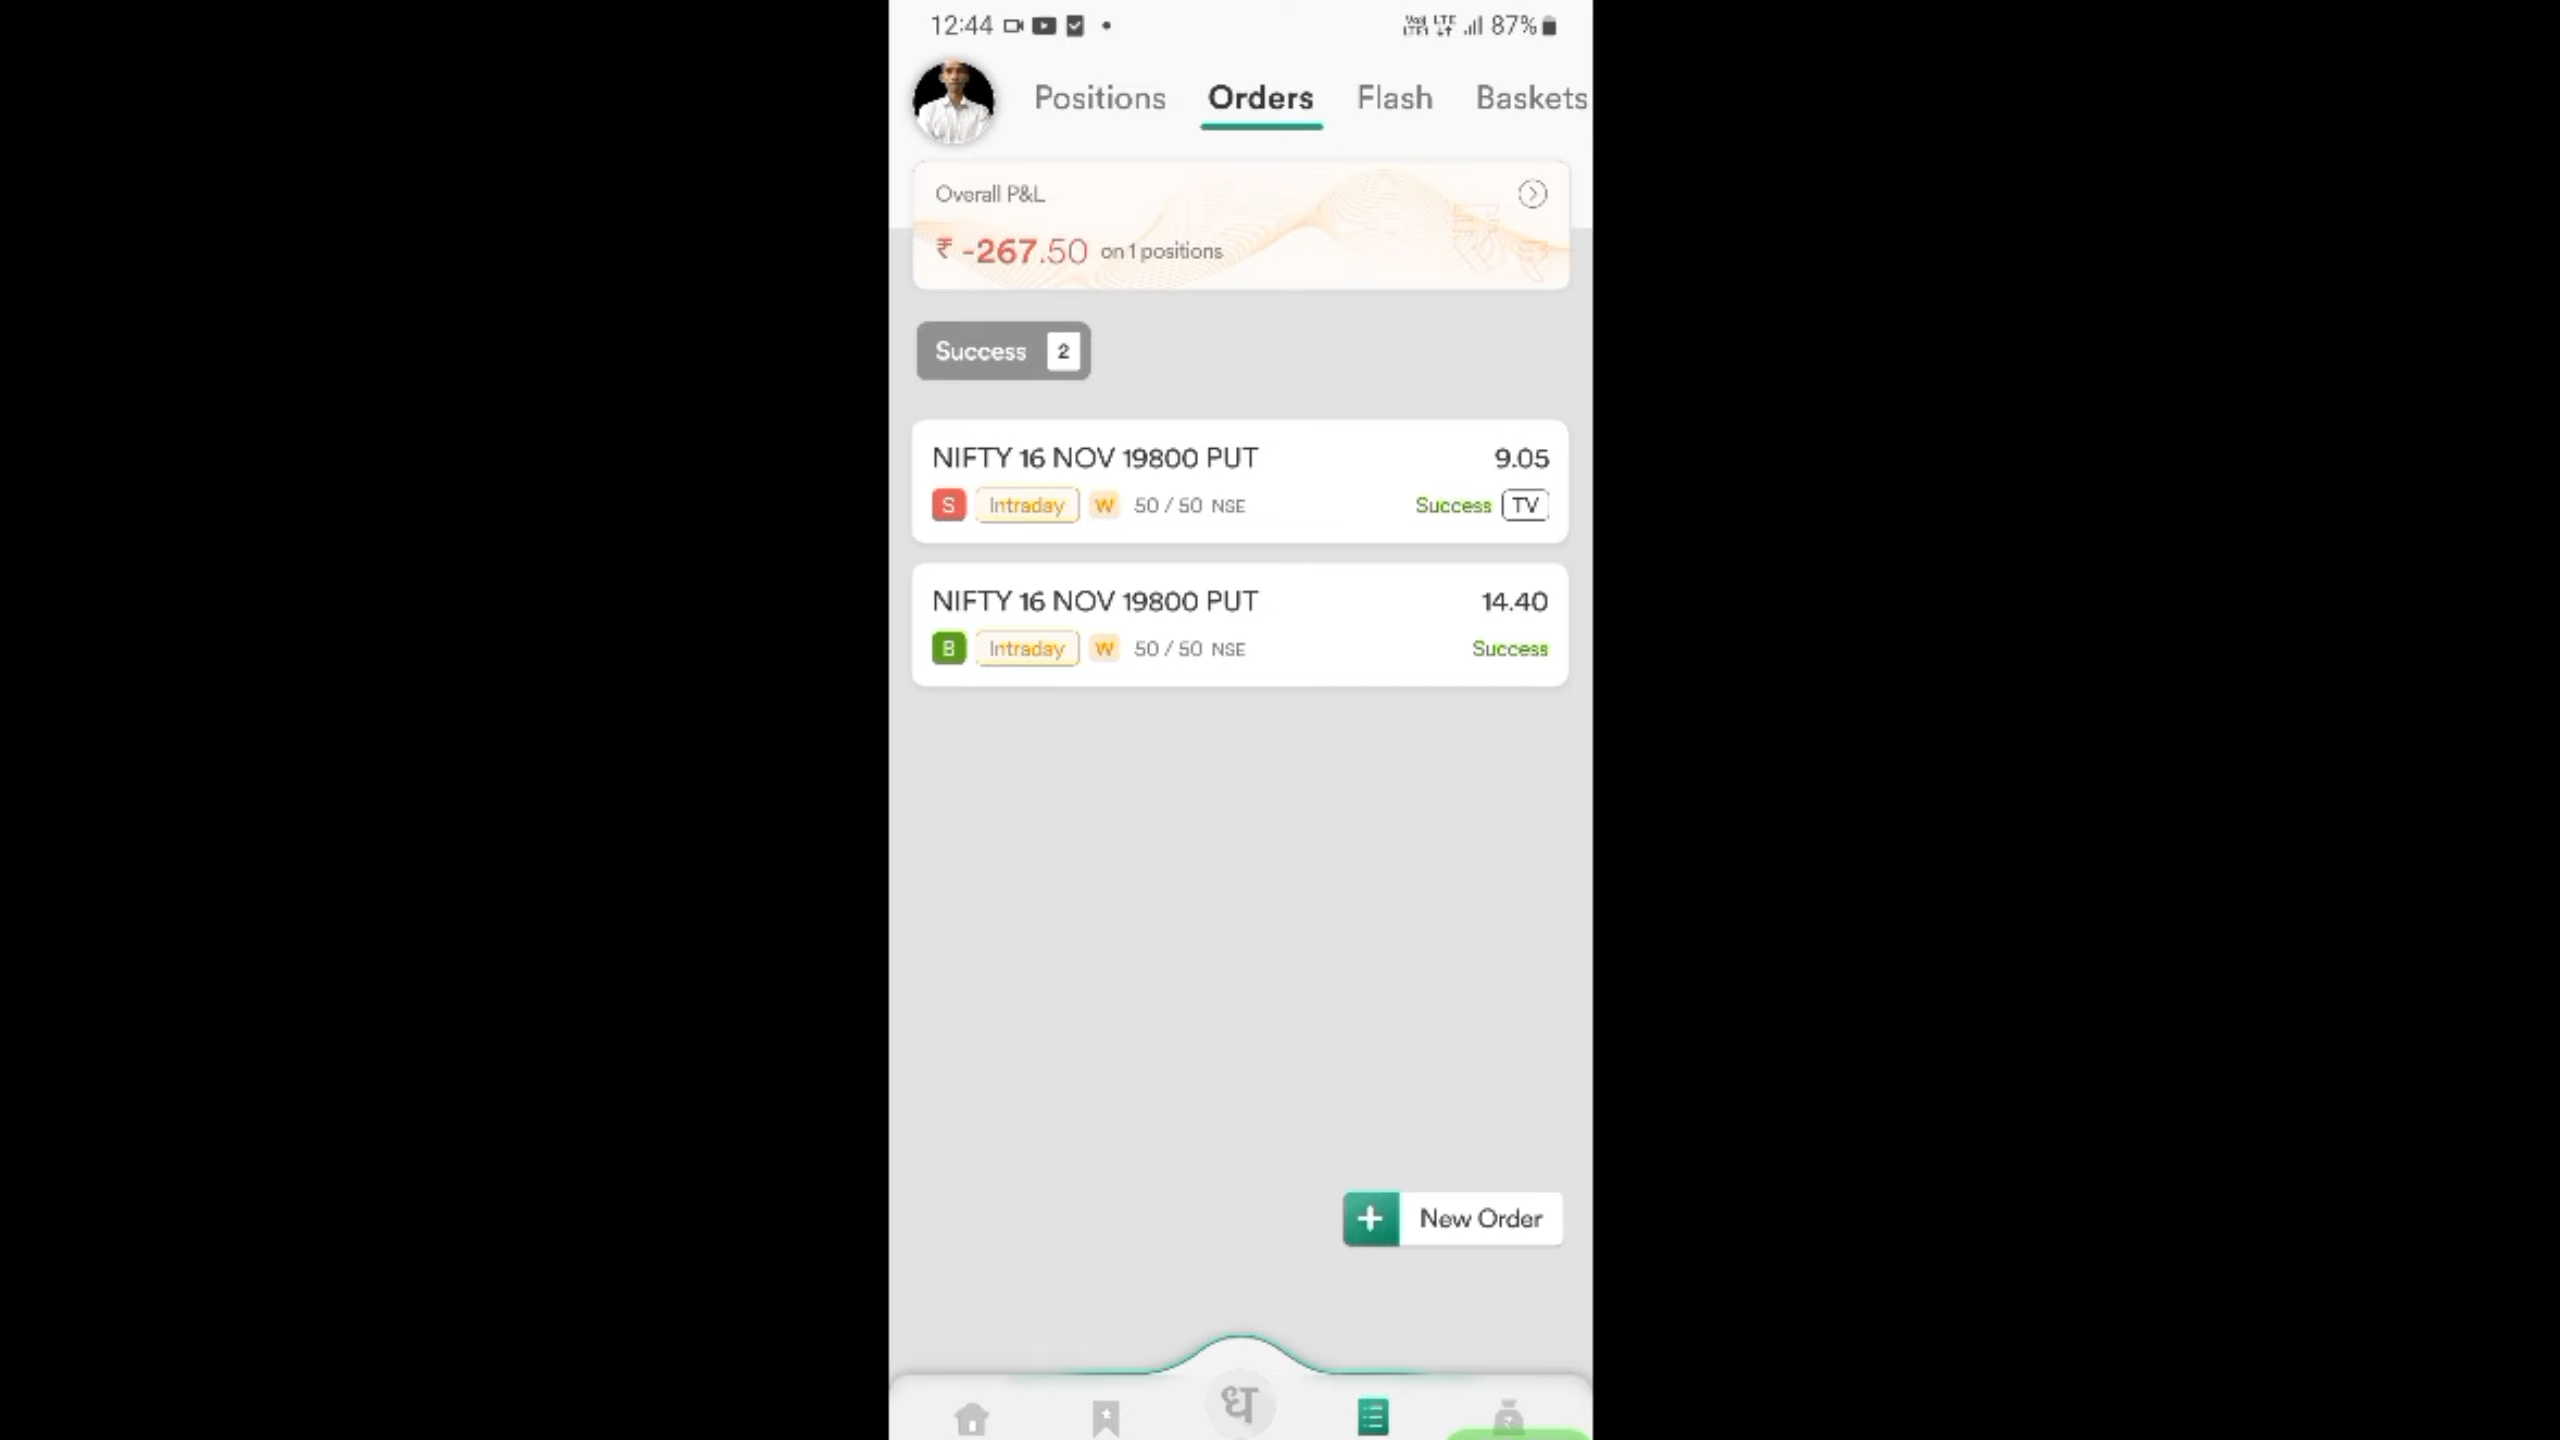 12:44 87%
Positions Orders Flash Baskets
Overall P&L
₹ -267.50 on 1 positions
Success 2
NIFTY 16 NOV 19800 PUT 9.05
S Intraday W 50 / 50 NSE Success TV
NIFTY 16 NOV 19800 PUT 14.40
B Intraday W 50 / 50 NSE Success
+ New Order
ध